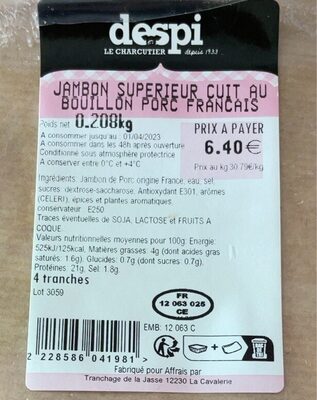 despi
LE CHARCUTIER depuis 1933
JAMBON SUPERIEUR CUIT AU
BOUILLON PORC FRANCAIS
Poids net 0.208kg
A consommer jusqu'au : 01/04/2023
A consommer dans les 48h après ouverture
Conditionné sous atmosphère protectrice
A conserver entre 0°C et +4°C
PRIX A PAYER
6.40€
Prix au kg 30.79€/kg
Ingrédients: Jambon de Porc origine France, eau, sel,
sucres: dextrose-saccharose, Antioxydant E301, arômes
(CELERI), épices et plantes aromatiques,
conservateur : E250
Traces éventuelles de SOJA, LACTOSE et FRUITS A
COQUE.
Valeurs nutritionnelles moyennes pour 100g: Energie:
525kJ/125kcal, Matières grasses: 4g (dont acides gras
saturés: 1.6g), Glucides: 0.7g (dont sucres: 0.7g),
Protéines: 21g, Sel: 1.8g.
4 tranches
Lot 3059
FR
12 063 025
CE
EMB: 12 063 C
2 228586 041981 >
Fabriqué pour Affrais par
Tranchage de la Jasse 12230 La Cavalerie